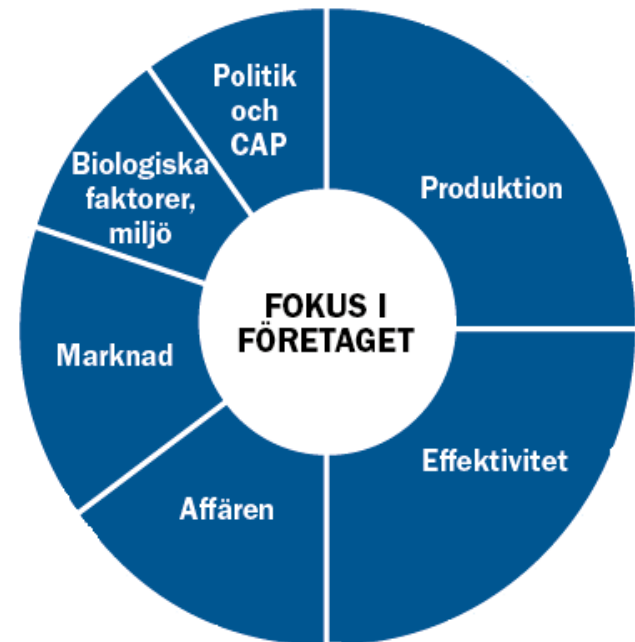 Politik
och
CAP
Produktion
Biologiska
faktorer,
miljö
FOKUS I
FÖRETAGET
Marknad
Effektivitet
Affären